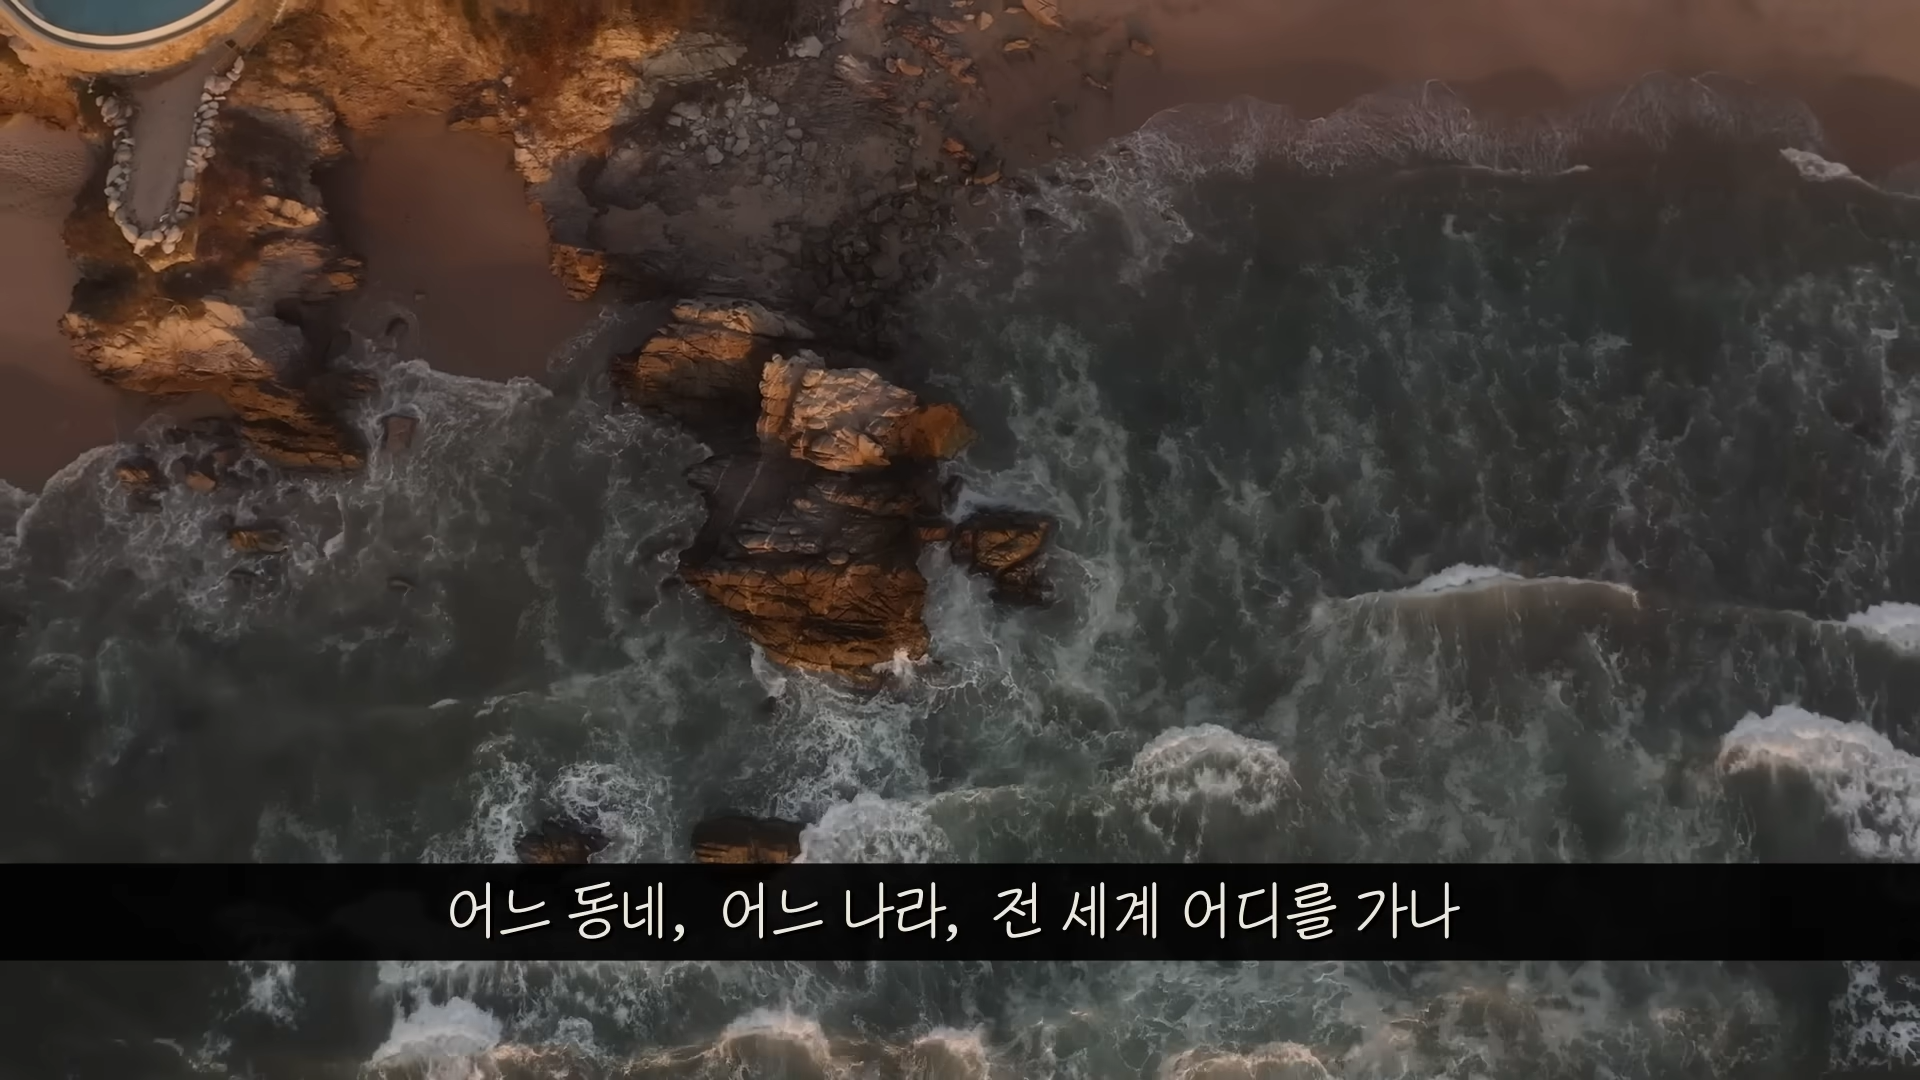 어느 동네, 어느 나라, 전 세계 어디를 가나